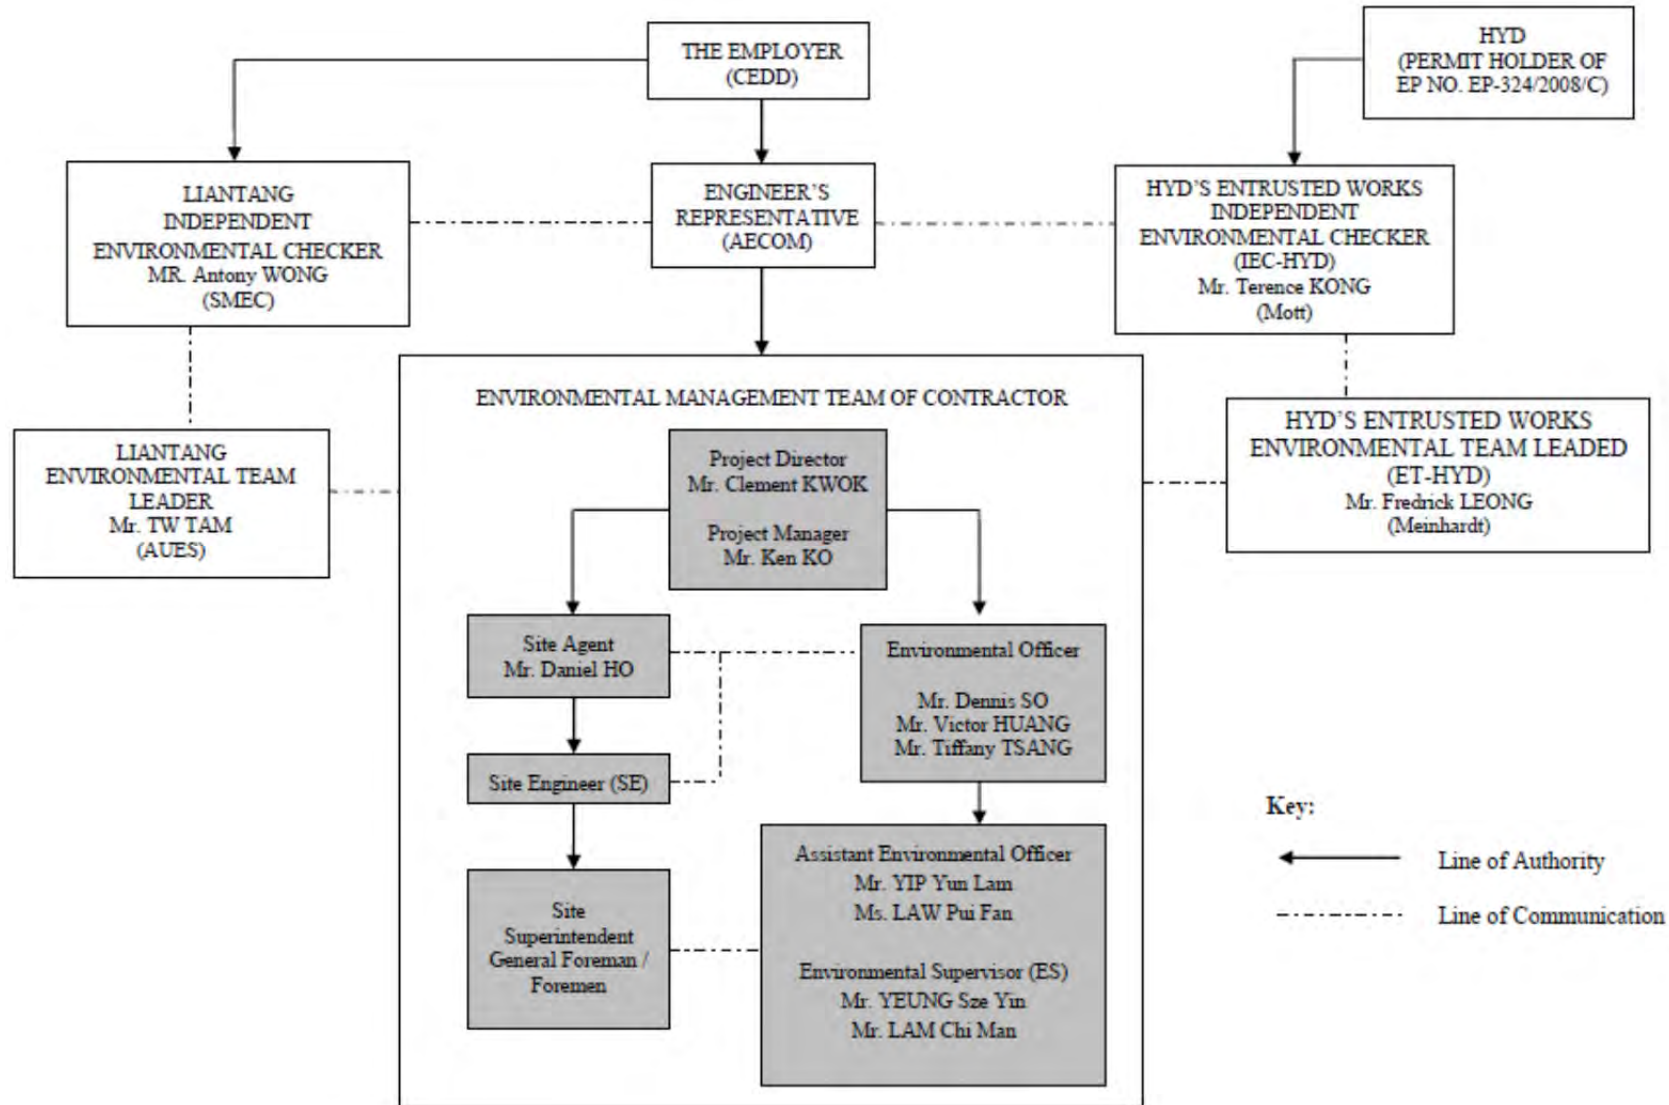 THE EMPLOYER
(CEDD)
HYD
(PERMIT HOLDER OF
EP NO. EP-324/2008/C)
LIANTANG
INDEPENDENT
ENVIRONMENTAL CHECKER
MR. Antony WONG
(SMEC)
ENGINEER'S
REPRESENTATIVE
(AECOM)
HYD'S ENTRUSTED WORKS
INDEPENDENT
ENVIRONMENTAL CHECKER
(IEC-HYD)
Mr. Terence KONG
(Mott)
LIANTANG
ENVIRONMENTAL TEAM
LEADER
Mr. TW TAM
(AUES)
ENVIRONMENTAL MANAGEMENT TEAM OF CONTRACTOR
HYD'S ENTRUSTED WORKS
ENVIRONMENTAL TEAM LEADED
(ET-HYD)
Mr. Fredrick LEONG
(Meinhardt)
Project Director
Mr. Clement KWOK
Project Manager
Mr. Ken KO
Site Agent
Mr. Daniel HO
Environmental Officer
Mr. Dennis SO
Mr. Victor HUANG
Mr. Tiffany TSANG
Site Engineer (SE)
Site
Superintendent
General Foreman /
Foremen
Assistant Environmental Officer
Mr. YIP Yun Lam
Ms. LAW Pui Fan
Environmental Supervisor (ES)
Mr. YEUNG Sze Yin
Mr. LAM Chi Man
Key:
Line of Authority
Line of Communication